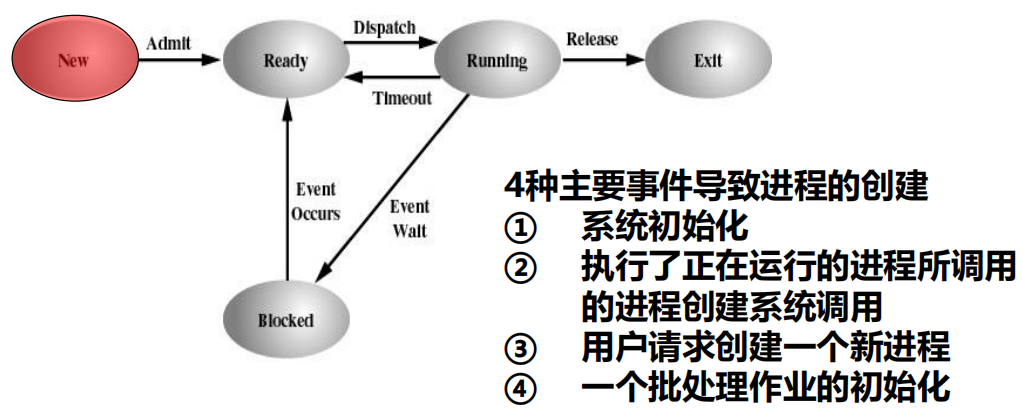 New
Admit
Ready
Dispatch
Timeout
Running
Release
Exit
Event
Occurs
Event
Wait
Blocked
4种主要事件导致进程的创建
① 系统初始化
② 执行了正在运行的进程所调用
的进程创建系统调用
③ 用户请求创建一个新进程
④ 一个批处理作业的初始化